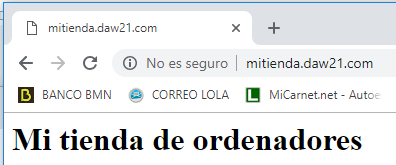 mitienda.daw21.com
No es seguro | mitienda.daw21.com
BANCO BMN CORREO LOLA MiCarnet.net - Autoe
Mi tienda de ordenadores